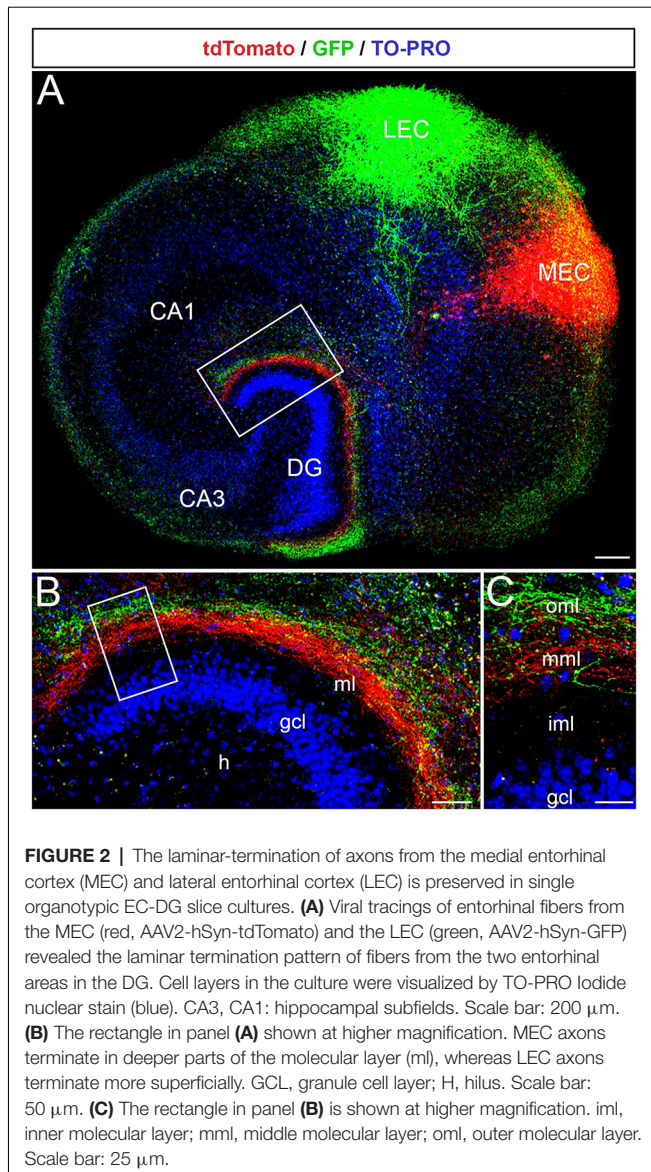 tdTomato / GFP / TO-PRO
A
LEC
MEC
CA1
DG
CA3
B
ml
gcl
h
C
oml
mml
iml
gcl
FIGURE 2 | The laminar-termination of axons from the medial entorhinal
cortex (MEC) and lateral entorhinal cortex (LEC) is preserved in single
organotypic EC-DG slice cultures. (A) Viral tracings of entorhinal fibers from
the MEC (red, AAV2-hSyn-tdTomato) and the LEC (green, AAV2-hSyn-GFP)
revealed the laminar termination pattern of fibers from the two entorhinal
areas in the DG. Cell layers in the culture were visualized by TO-PRO Iodide
nuclear stain (blue). CA3, CA1: hippocampal subfields. Scale bar: 200 μm.
(B) The rectangle in panel (A) shown at higher magnification. MEC axons
terminate in deeper parts of the molecular layer (ml), whereas LEC axons
terminate more superficially. GCL, granule cell layer; H, hilus. Scale bar:
50 μm. (C) The rectangle in panel (B) is shown at higher magnification. iml,
inner molecular layer; mml, middle molecular layer; oml, outer molecular layer.
Scale bar: 25 μm.